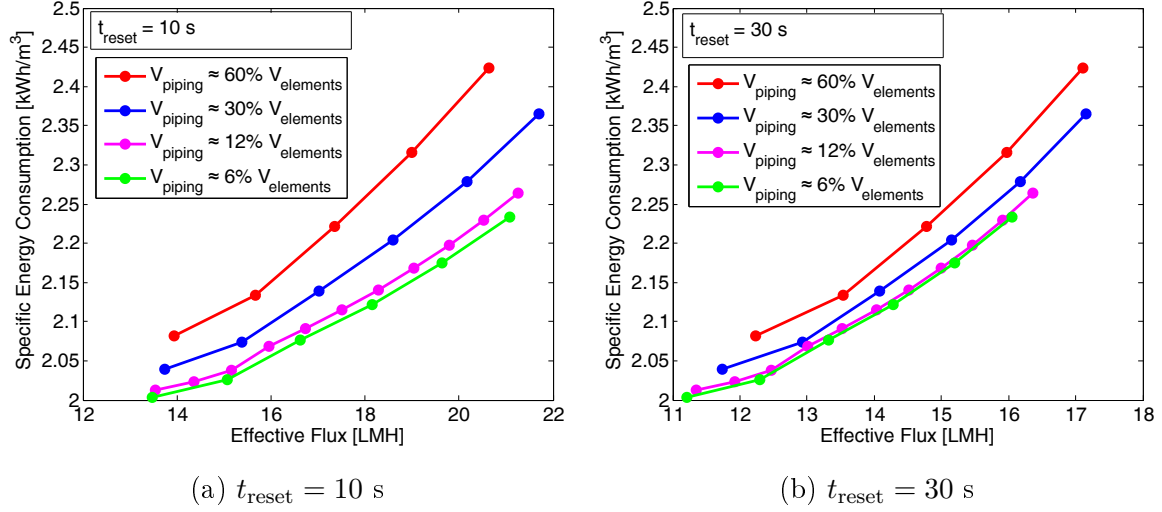 t_reset = 10 s
V_piping ≈ 60% V_elements
V_piping ≈ 30% V_elements
V_piping ≈ 12% V_elements
V_piping ≈ 6% V_elements
Specific Energy Consumption [kWh/m³]
2.5
2.45
2.4
2.35
2.3
2.25
2.2
2.15
2.1
2.05
2
12 14 16 18 20 22
Effective Flux [LMH]
(a) t_reset = 10 s
t_reset = 30 s
V_piping ≈ 60% V_elements
V_piping ≈ 30% V_elements
V_piping ≈ 12% V_elements
V_piping ≈ 6% V_elements
Specific Energy Consumption [kWh/m³]
2.5
2.45
2.4
2.35
2.3
2.25
2.2
2.15
2.1
2.05
2
11 12 13 14 15 16 17 18
Effective Flux [LMH]
(b) t_reset = 30 s